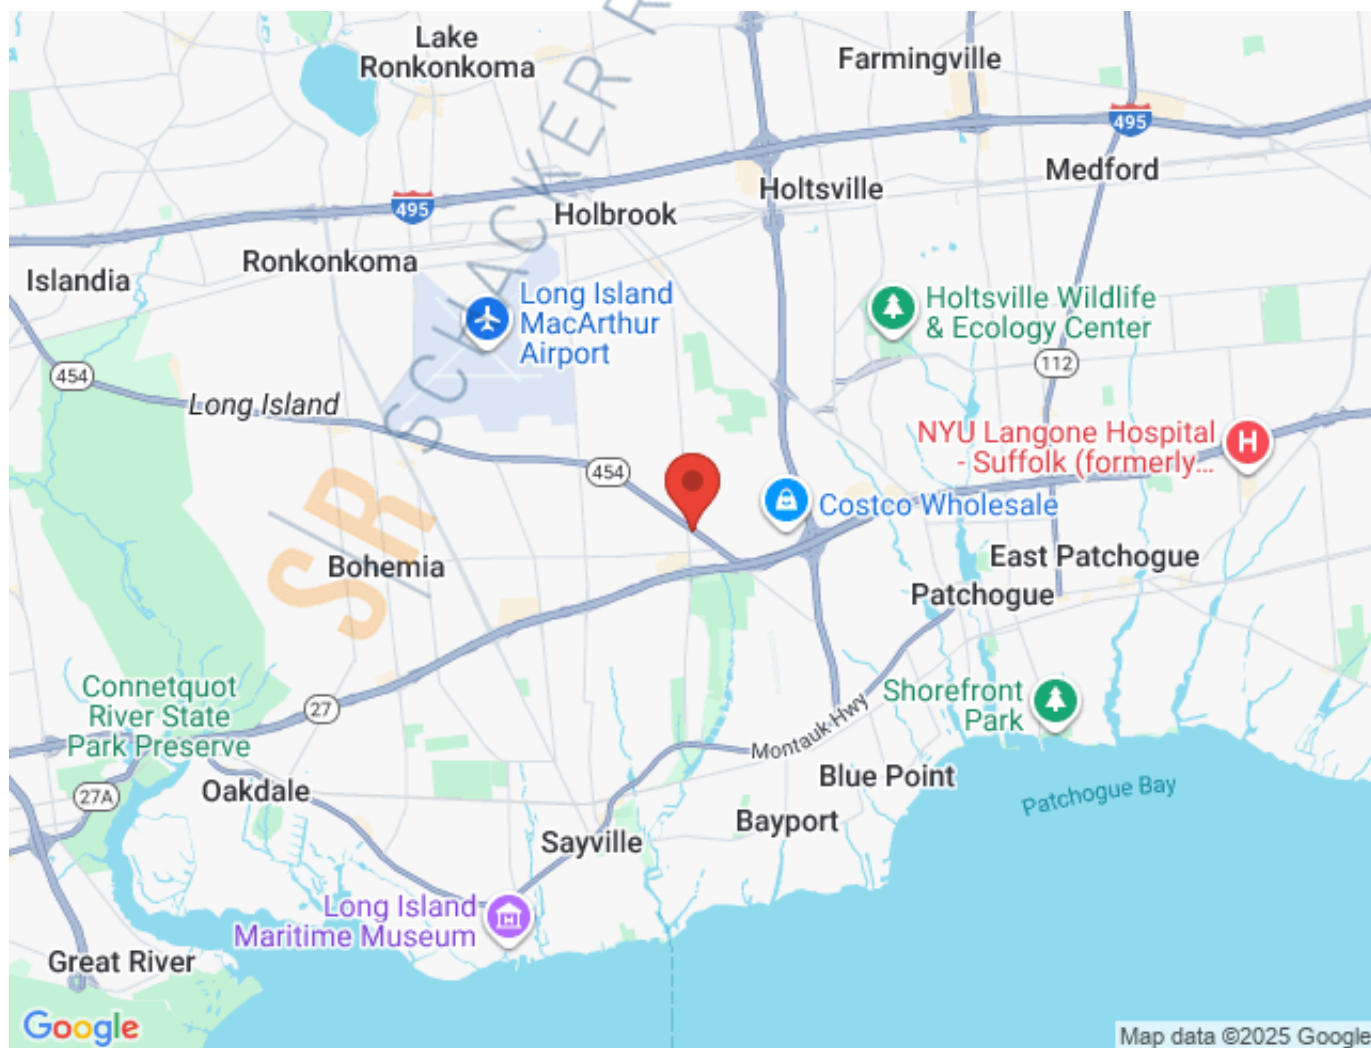 Lake
Ronkonkoma
Farmingville
495
Medford
Holtsville
495
Holbrook
Ronkonkoma
Islandia
Long Island
MacArthur
Airport
Holtsville Wildlife
& Ecology Center
454
112
Long Island
NYU Langone Hospital
- Suffolk (formerly...
H
454
Costco Wholesale
SR SCHACKER R
Bohemia
East Patchogue
Patchogue
Connetquot
River State
Park Preserve
27
Shorefront
Park
Montauk Hwy
27A
Oakdale
Blue Point
Patchogue Bay
Bayport
Sayville
Long Island
Maritime Museum
Great River
Google
Map data ©2025 Google